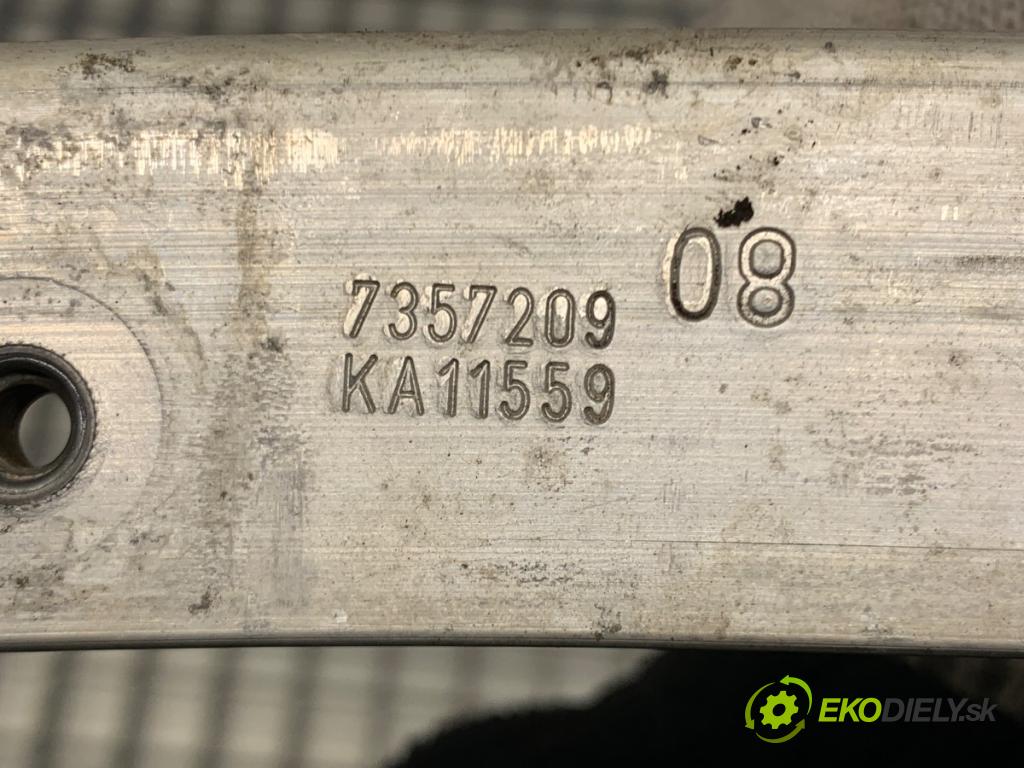 08
7357209
KA11559
EKODIELY.sk